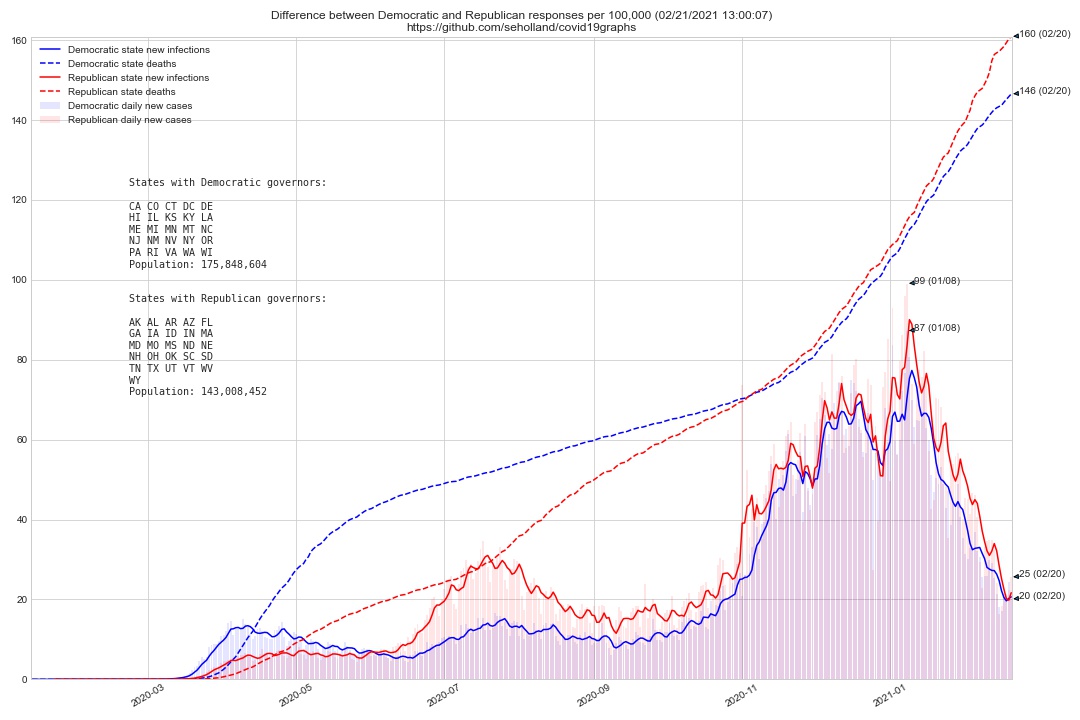 Difference between Democratic and Republican responses per 100,000 (02/21/2021 13:00:07)
https://github.com/seholland/covid19graphs
Democratic state new infections
Democratic state deaths
Republican state new infections
Republican state deaths
Democratic daily new cases
Republican daily new cases
States with Democratic governors:
CA CO CT DC DE
HI IL KS KY LA
ME MI MN MT NC
NJ NM NV NY OR
PA RI VA WA WI
Population: 175,848,604
States with Republican governors:
AK AL AR AZ FL
GA IA ID IN MA
MD MO MS ND NE
NH OH OK SC SD
TN TX UT VT WV
WY
Population: 143,008,452
160 (02/20)
146 (02/20)
99 (01/08)
87 (01/08)
25 (02/20)
20 (02/20)
160
140
120
100
80
60
40
20
0
2020-03
2020-05
2020-07
2020-09
2020-11
2021-01